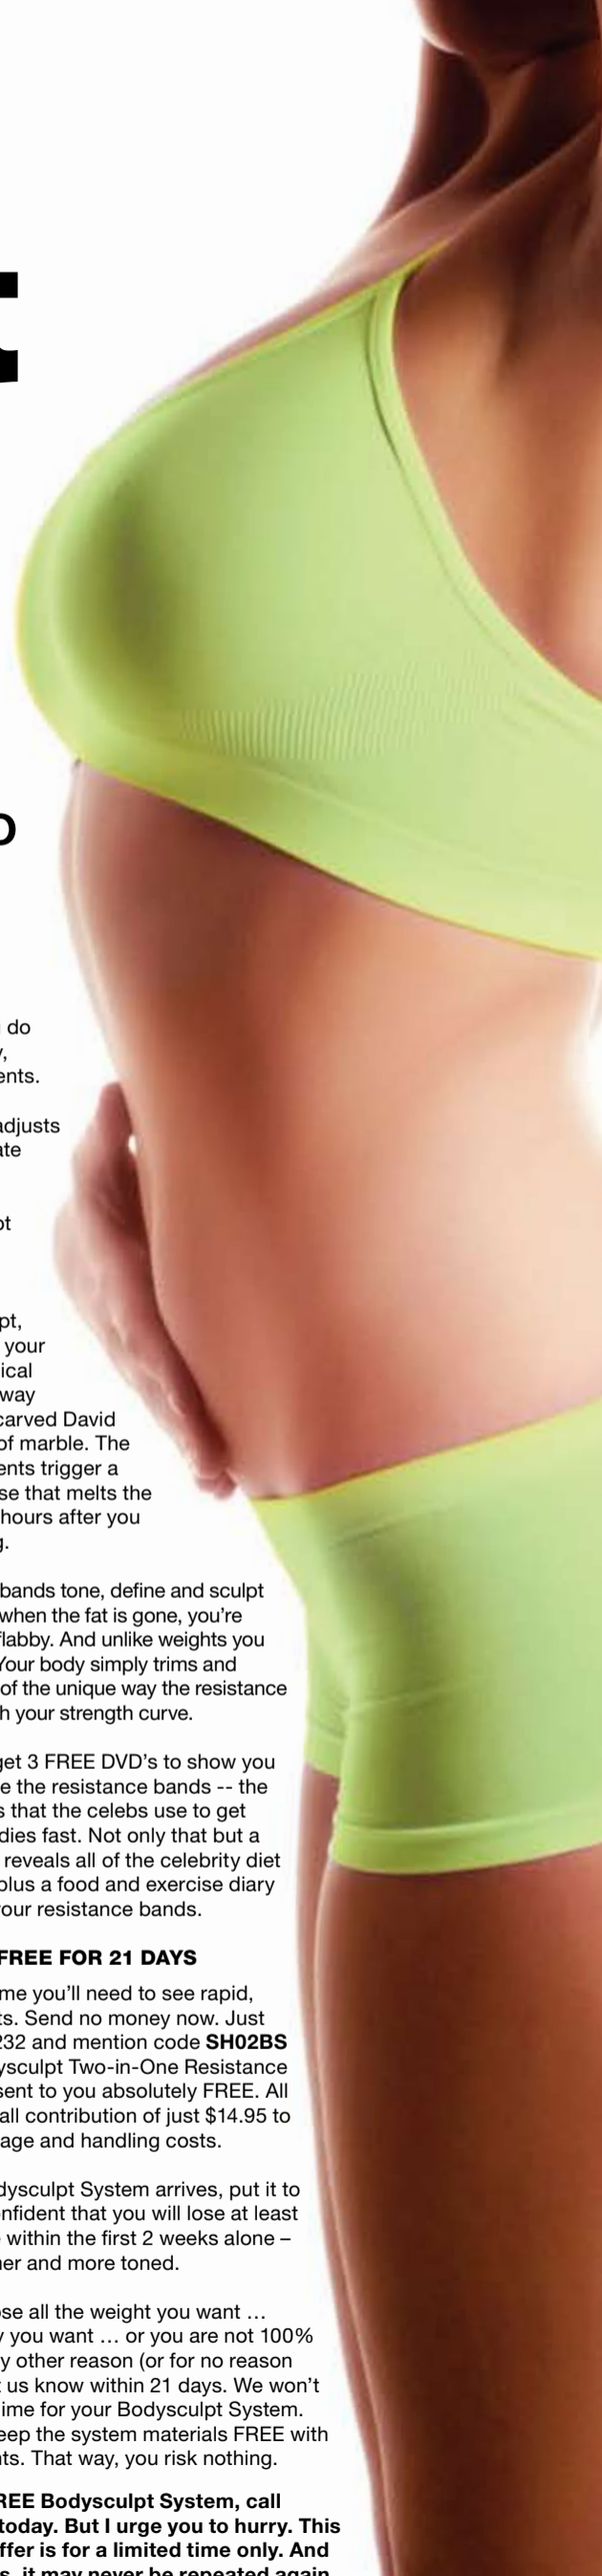 t
O
do
y,
ents.
adjusts
ate
ot
pt,
your
ical
way
carved David
of marble. The
ents trigger a
se that melts the
hours after you
g.
bands tone, define and sculpt
when the fat is gone, you're
flabby. And unlike weights you
Your body simply trims and
of the unique way the resistance
h your strength curve.
get 3 FREE DVD's to show you
e the resistance bands -- the
s that the celebs use to get
dies fast. Not only that but a
reveals all of the celebrity diet
plus a food and exercise diary
our resistance bands.
FREE FOR 21 DAYS
me you'll need to see rapid,
ts. Send no money now. Just
232 and mention code SH02BS
ysculpt Two-in-One Resistance
sent to you absolutely FREE. All
all contribution of just $14.95 to
age and handling costs.
dysculpt System arrives, put it to
nfident that you will lose at least
within the first 2 weeks alone –
ner and more toned.
ose all the weight you want …
y you want … or you are not 100%
y other reason (or for no reason
t us know within 21 days. We won't
ime for your Bodysculpt System.
eep the system materials FREE with
nts. That way, you risk nothing.
REE Bodysculpt System, call
today. But I urge you to hurry. This
ffer is for a limited time only. And
s, it may never be repeated again